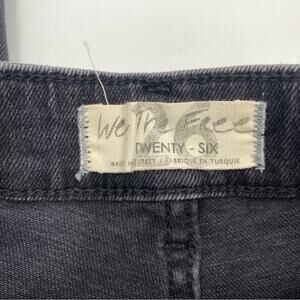 We The Free
TWENTY - SIX
MADE IN TURKEY / FABRIQUÉ EN TURQUIE